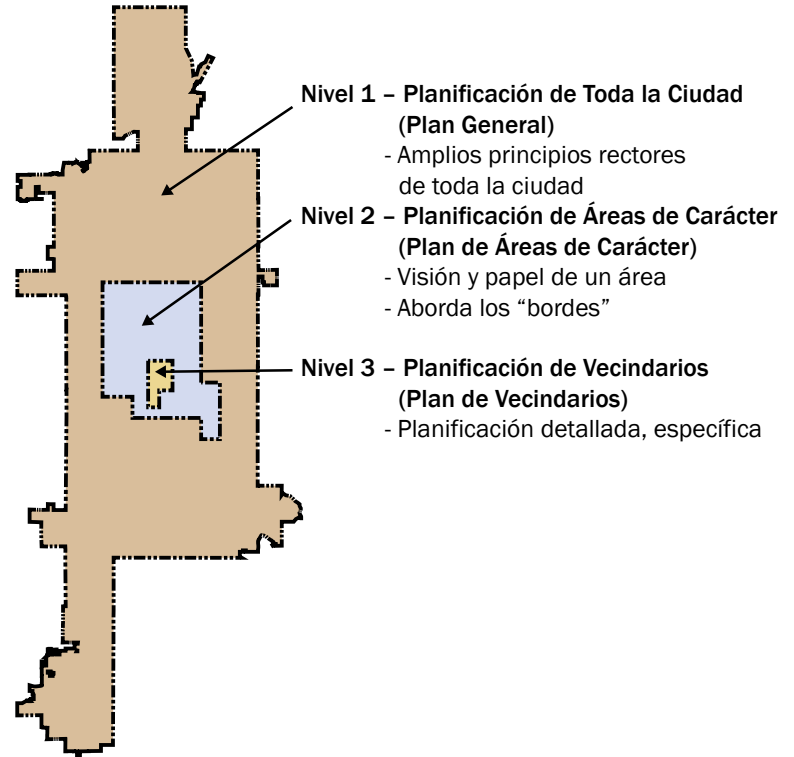 Nivel 1 – Planificación de Toda la Ciudad
(Plan General)
- Amplios principios rectores
de toda la ciudad
Nivel 2 – Planificación de Áreas de Carácter
(Plan de Áreas de Carácter)
- Visión y papel de un área
- Aborda los “bordes”
Nivel 3 – Planificación de Vecindarios
(Plan de Vecindarios)
- Planificación detallada, específica